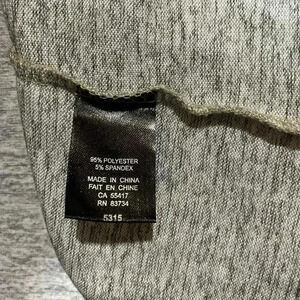 95% POLYESTER
5% SPANDEX
MADE IN CHINA
FAIT EN CHINE
CA 55417
RN 83734
5315